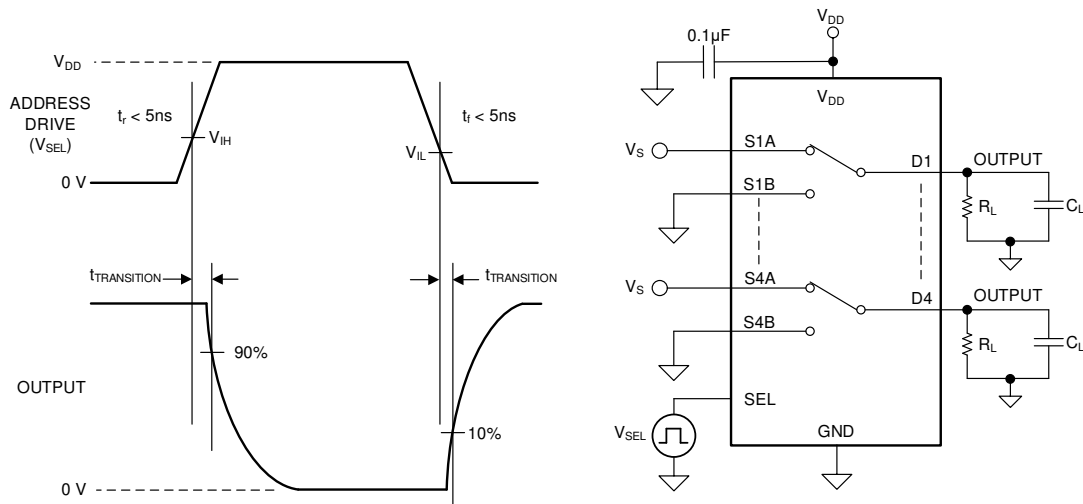 V_DD
ADDRESS
DRIVE
(V_SEL)
t_r < 5ns
V_IH
t_f < 5ns
V_IL
0 V
t_TRANSITION
t_TRANSITION
90%
OUTPUT
10%
0 V
V_DD
0.1µF
V_DD
V_S
S1A
D1
OUTPUT
S1B
R_L
C_L
V_S
S4A
D4
OUTPUT
S4B
R_L
C_L
SEL
V_SEL
GND